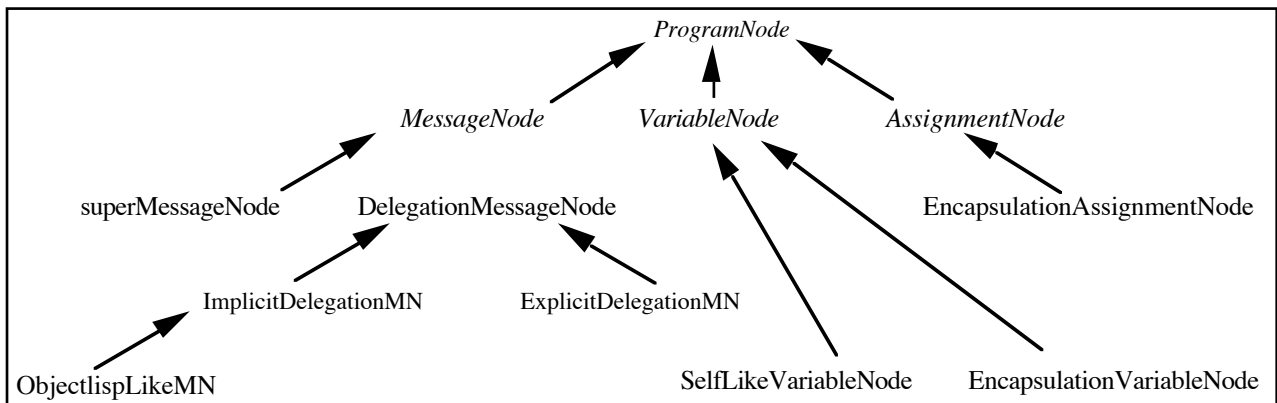 ProgramNode
MessageNode VariableNode AssignmentNode
superMessageNode DelegationMessageNode EncapsulationAssignmentNode
ImplicitDelegationMN ExplicitDelegationMN
ObjectlispLikeMN SelfLikeVariableNode EncapsulationVariableNode